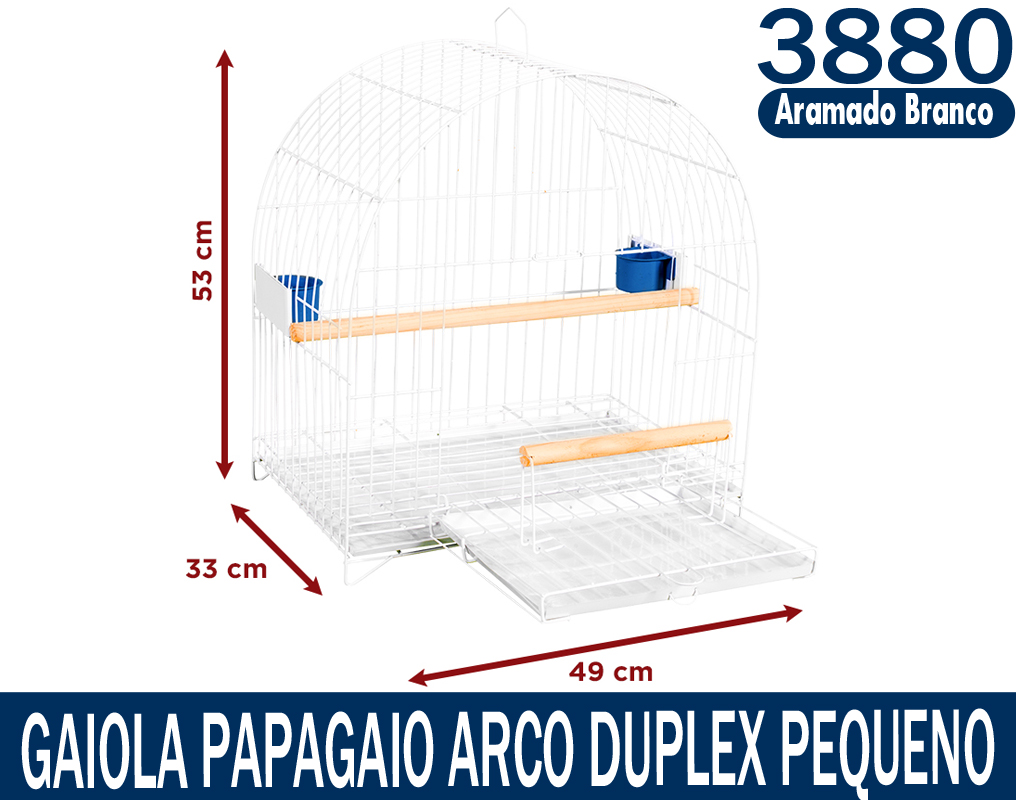 3880
Aramado Branco
53 cm
33 cm
49 cm
GAIOLA PAPAGAIO ARCO DUPLEX PEQUENO